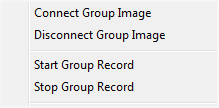 Connect Group Image
Disconnect Group Image
Start Group Record
Stop Group Record